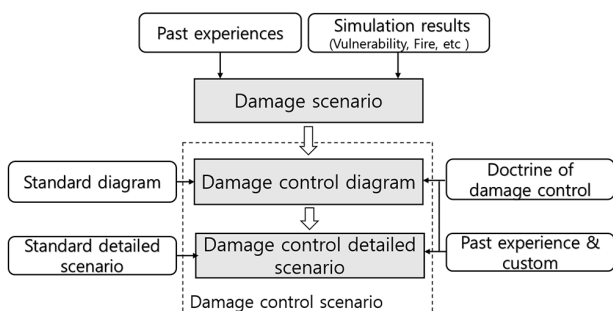 Past experiences
Simulation results
(Vulnerability, Fire, etc )
Damage scenario
Standard diagram
Damage control diagram
Doctrine of
damage control
Standard detailed
scenario
Damage control detailed
scenario
Past experience &
custom
Damage control scenario